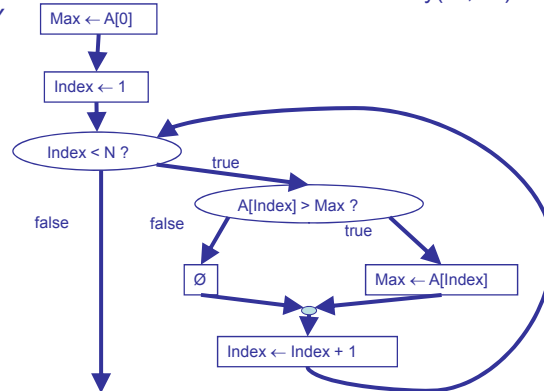 Max ← A[0]
Index ← 1
Index < N ?
true
A[Index] > Max ?
false
false
true
Ø
Max ← A[Index]
Index ← Index + 1